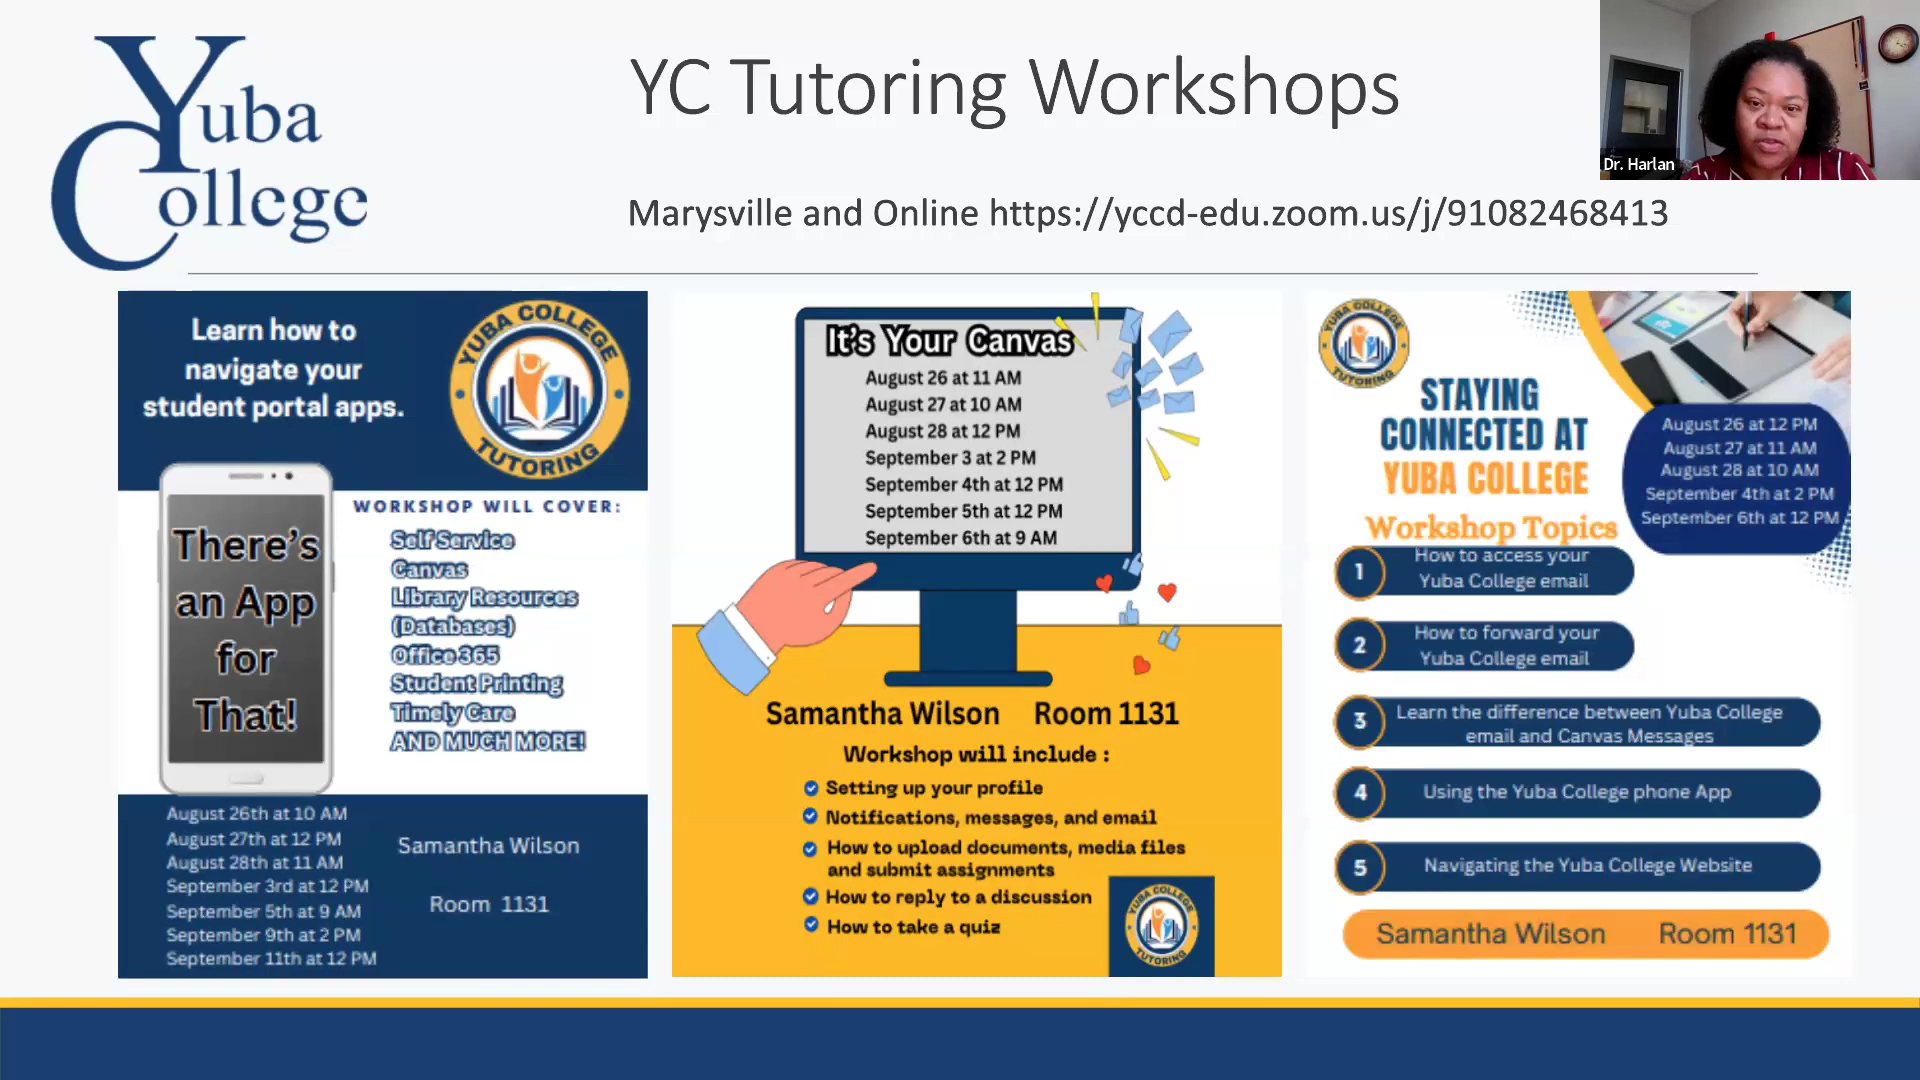 Yuba
College
YC Tutoring Workshops
Marysville and Online https://yccd-edu.zoom.us/j/91082468413
Dr. Harlan
Learn how to
navigate your
student portal apps.
YUBA COLLEGE
TUTORING
There's
an App
for
That!
WORKSHOP WILL COVER:
Self Service
Canvas
Library Resources
(Databases)
Office 365
Student Printing
Timely Care
AND MUCH MORE!
August 26th at 10 AM
August 27th at 12 PM
August 28th at 11 AM
September 3rd at 12 PM
September 5th at 9 AM
September 9th at 2 PM
September 11th at 12 PM
Samantha Wilson
Room 1131
It's Your Canvas
August 26 at 11 AM
August 27 at 10 AM
August 28 at 12 PM
September 3 at 2 PM
September 4th at 12 PM
September 5th at 12 PM
September 6th at 9 AM
Samantha Wilson Room 1131
Workshop will include :
Setting up your profile
Notifications, messages, and email
How to upload documents, media files
and submit assignments
How to reply to a discussion
How to take a quiz
YUBA COLLEGE
TUTORING
YUBA COLLEGE
TUTORING
STAYING
CONNECTED AT
YUBA COLLEGE
Workshop Topics
August 26 at 12 PM
August 27 at 11 AM
August 28 at 10 AM
September 4th at 2 PM
September 6th at 12 PM
1 How to access your
Yuba College email
2 How to forward your
Yuba College email
3 Learn the difference between Yuba College
email and Canvas Messages
4 Using the Yuba College phone App
5 Navigating the Yuba College Website
Samantha Wilson Room 1131